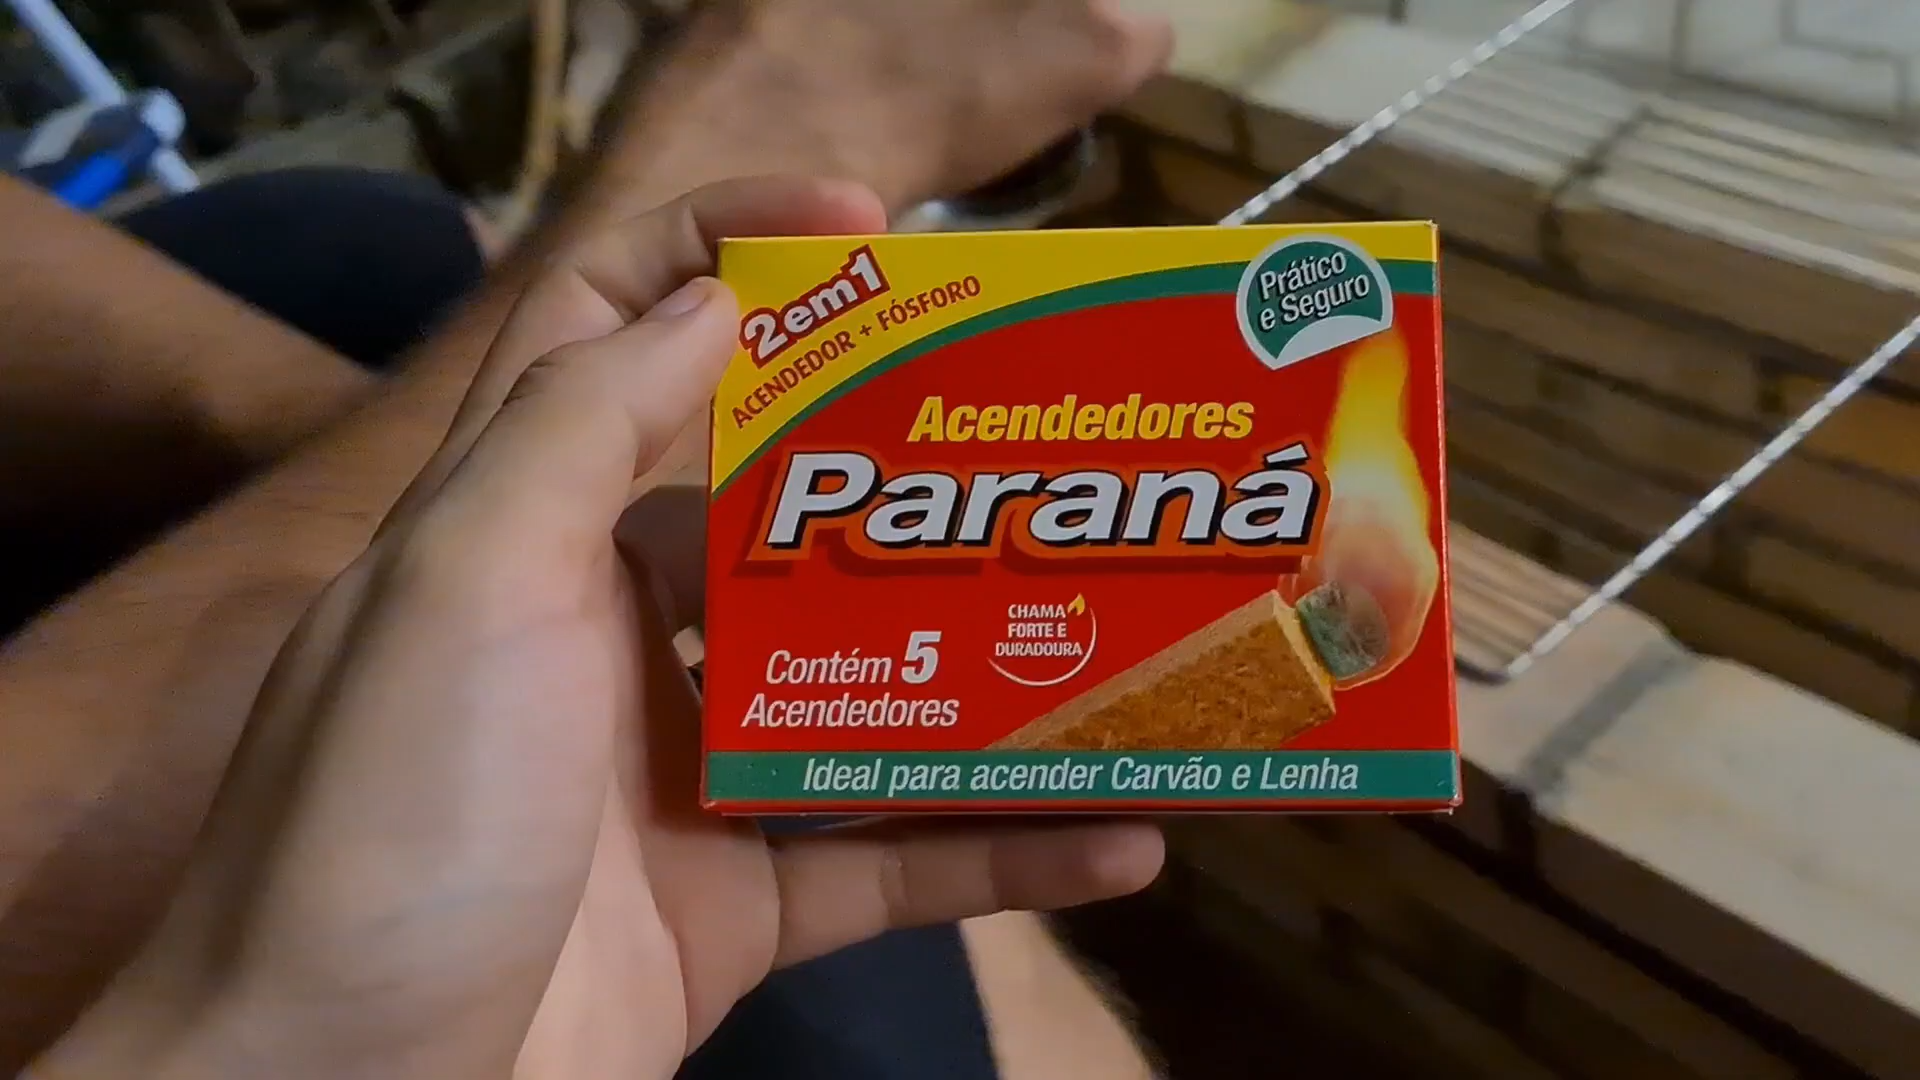 2em1
ACENDEDOR + FÓSFORO
Prático
e Seguro
Acendedores
Paraná
CHAMA
FORTE E
DURADOURA
Contém 5
Acendedores
Ideal para acender Carvão e Lenha